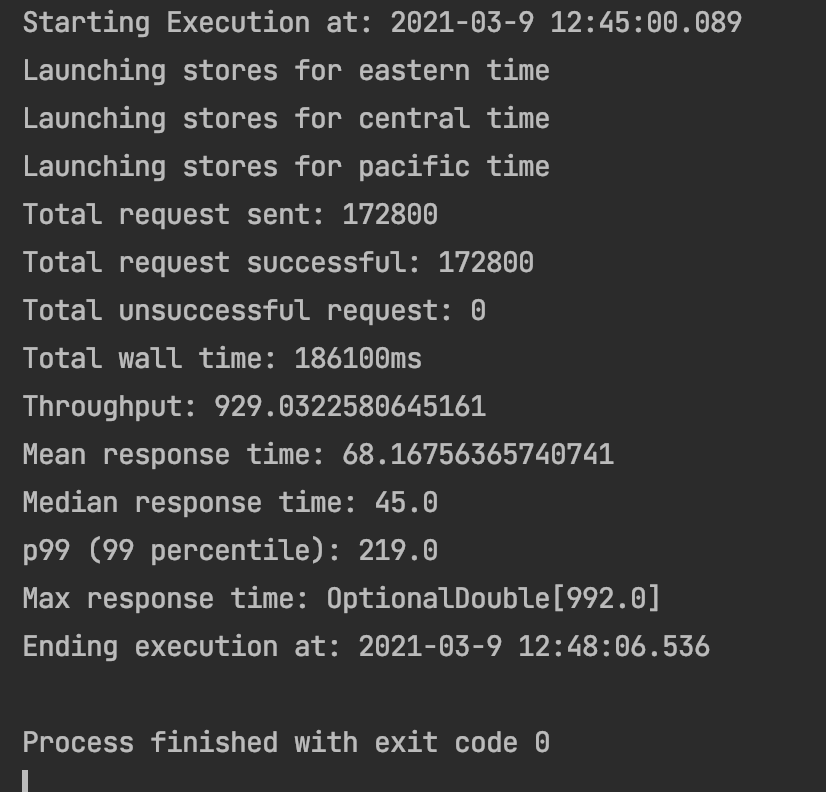 Starting Execution at: 2021-03-9 12:45:00.089
Launching stores for eastern time
Launching stores for central time
Launching stores for pacific time
Total request sent: 172800
Total request successful: 172800
Total unsuccessful request: 0
Total wall time: 186100ms
Throughput: 929.0322580645161
Mean response time: 68.16756365740741
Median response time: 45.0
p99 (99 percentile): 219.0
Max response time: OptionalDouble[992.0]
Ending execution at: 2021-03-9 12:48:06.536
Process finished with exit code 0